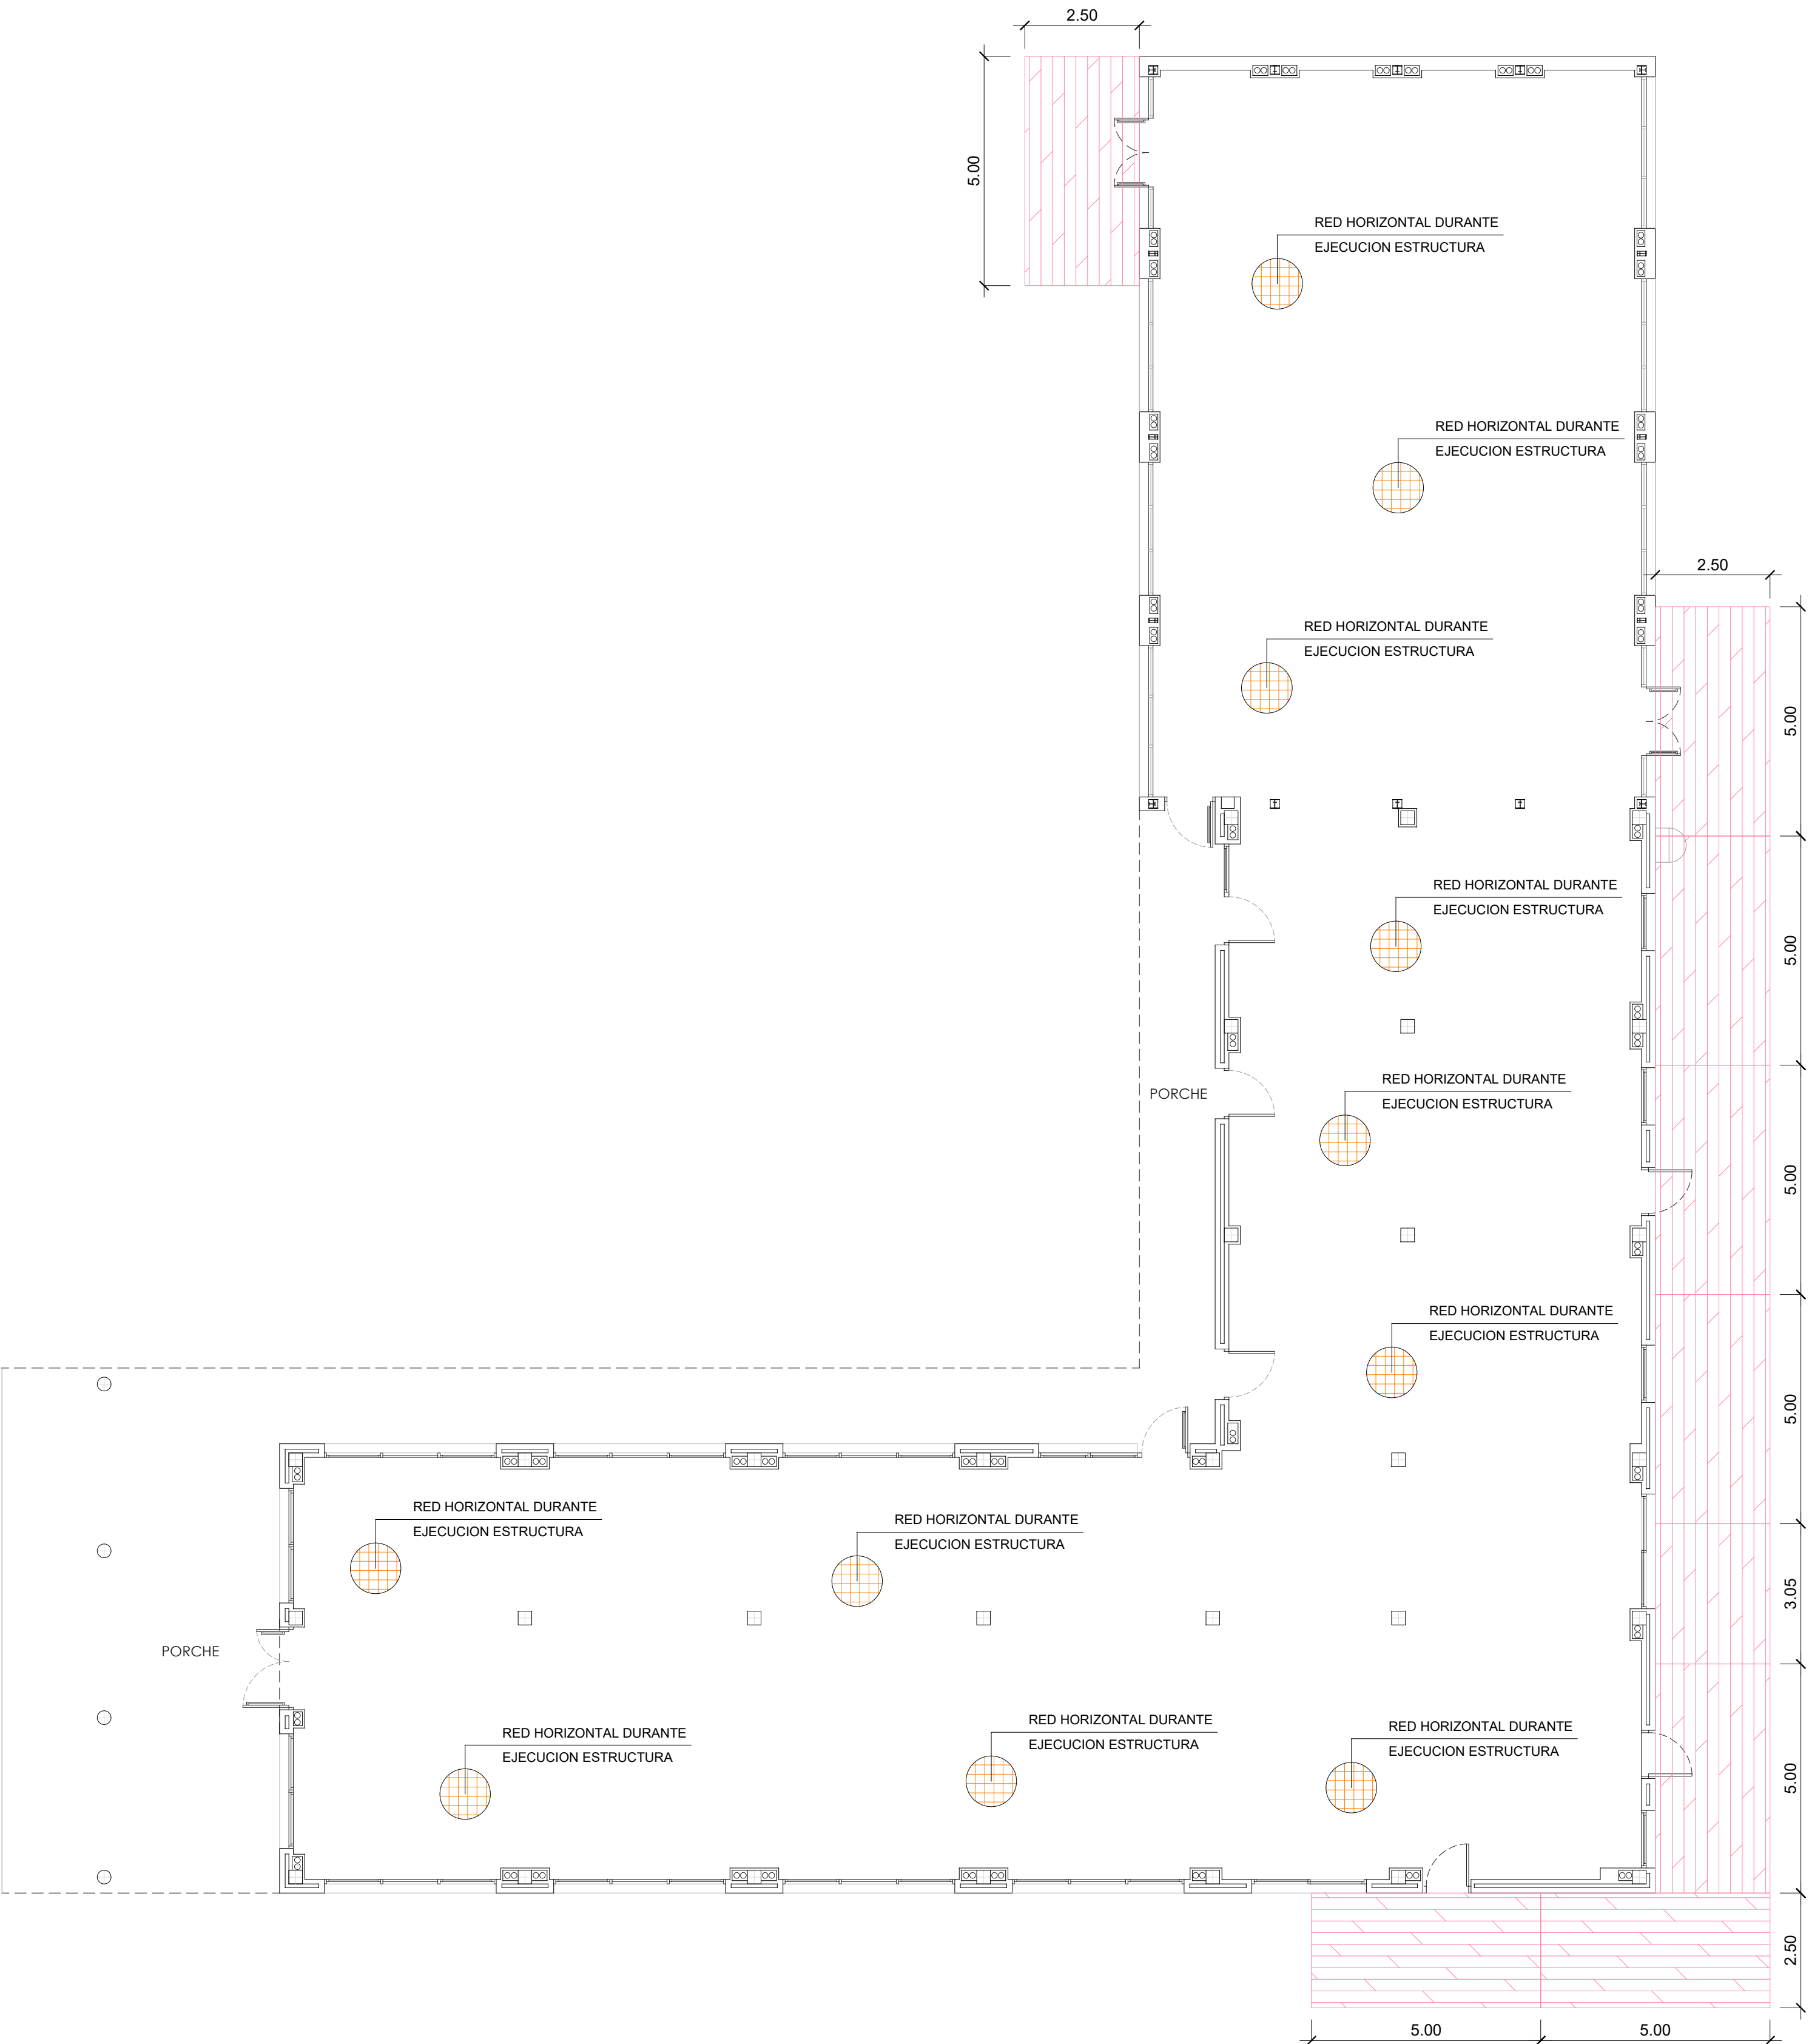 2.50
5.00
RED HORIZONTAL DURANTE
EJECUCION ESTRUCTURA
RED HORIZONTAL DURANTE
EJECUCION ESTRUCTURA
2.50
RED HORIZONTAL DURANTE
EJECUCION ESTRUCTURA
5.00
RED HORIZONTAL DURANTE
EJECUCION ESTRUCTURA
5.00
RED HORIZONTAL DURANTE
EJECUCION ESTRUCTURA
PORCHE
5.00
RED HORIZONTAL DURANTE
EJECUCION ESTRUCTURA
5.00
RED HORIZONTAL DURANTE
EJECUCION ESTRUCTURA
RED HORIZONTAL DURANTE
EJECUCION ESTRUCTURA
3.05
PORCHE
RED HORIZONTAL DURANTE
EJECUCION ESTRUCTURA
RED HORIZONTAL DURANTE
EJECUCION ESTRUCTURA
RED HORIZONTAL DURANTE
EJECUCION ESTRUCTURA
5.00
2.50
5.00
5.00